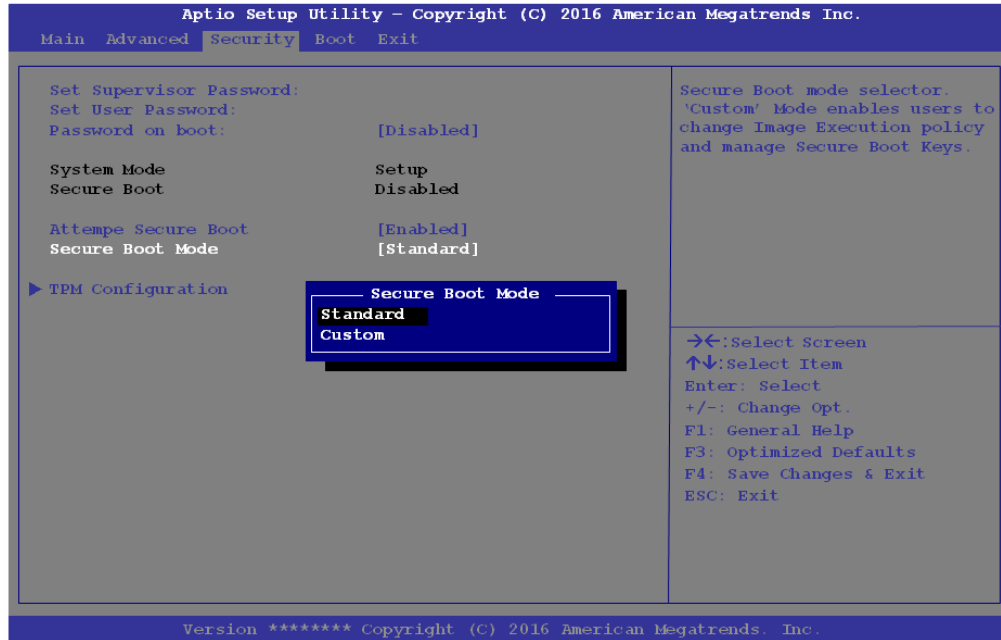 Aptio Setup Utility – Copyright (C) 2016 American Megatrends Inc.
Main Advanced Security Boot Exit
Set Supervisor Password:
Set User Password:
Password on boot: [Disabled]
System Mode Setup
Secure Boot Disabled
Attempe Secure Boot [Enabled]
Secure Boot Mode [Standard]
TPM Configuration
Secure Boot Mode
Standard
Custom
Secure Boot mode selector.
‘Custom’ Mode enables users to
change Image Execution policy
and manage Secure Boot Keys.
→←:Select Screen
↑↓:Select Item
Enter: Select
+/-: Change Opt.
F1: General Help
F3: Optimized Defaults
F4: Save Changes & Exit
ESC: Exit
Version ******** Copyright (C) 2016 American Megatrends. Inc.